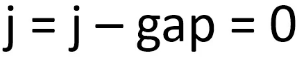 j = j – gap = 0